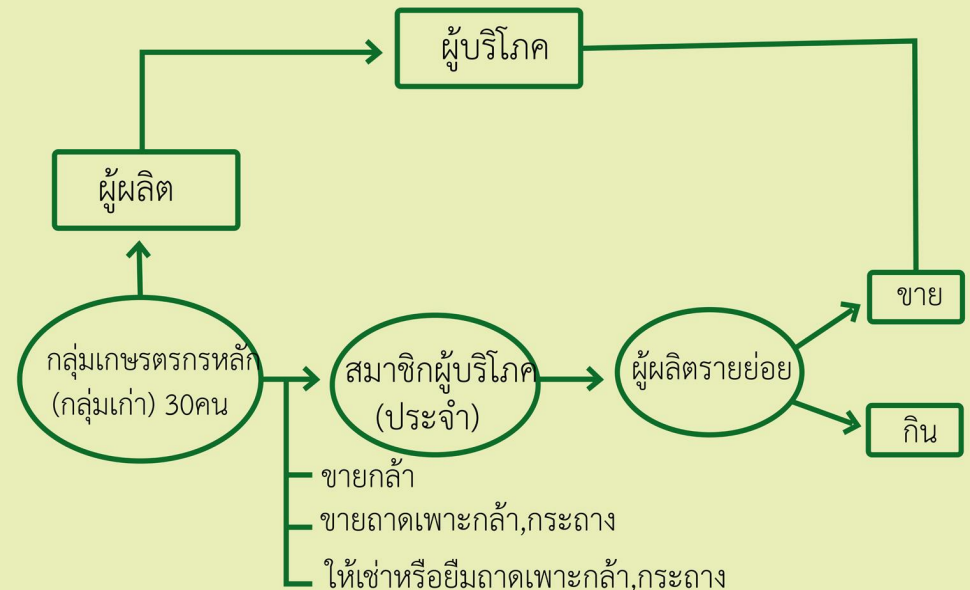 ผู้บริโภค
ผู้ผลิต
ขาย
กลุ่มเกษรตรกรหลัก
(กลุ่มเก่า) 30คน
สมาชิกผู้บริโภค
(ประจำ)
ผู้ผลิตรายย่อย
กิน
ขายกล้า
ขายถาดเพาะกล้า,กระถาง
ให้เช่าหรือยืมถาดเพาะกล้า,กระถาง